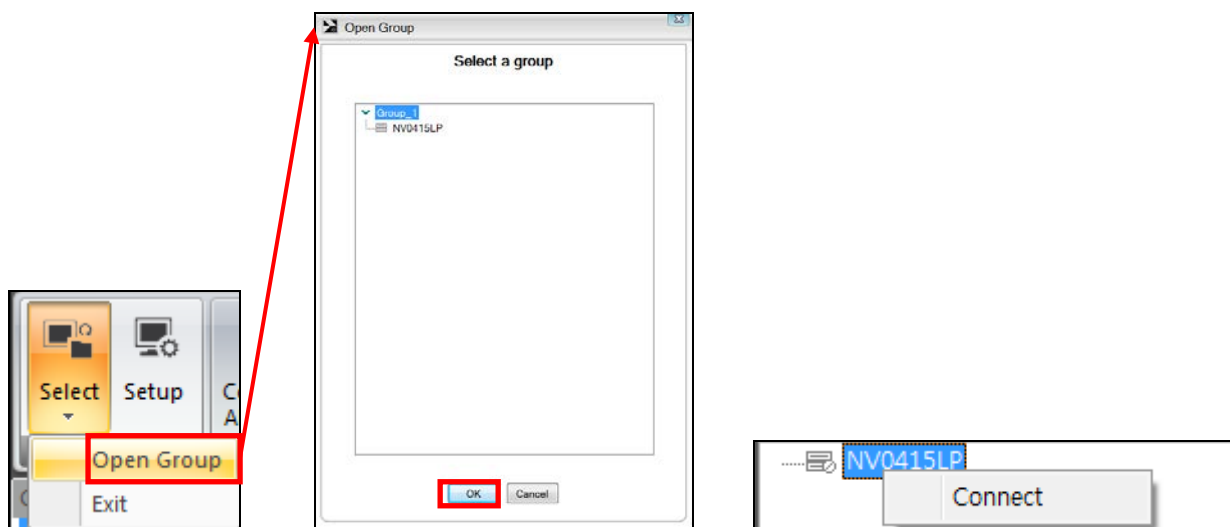 Open Group
Select a group
Group_1
NV0415LP
OK
Cancel
Select
Setup
Open Group
Exit
NV0415LP
Connect